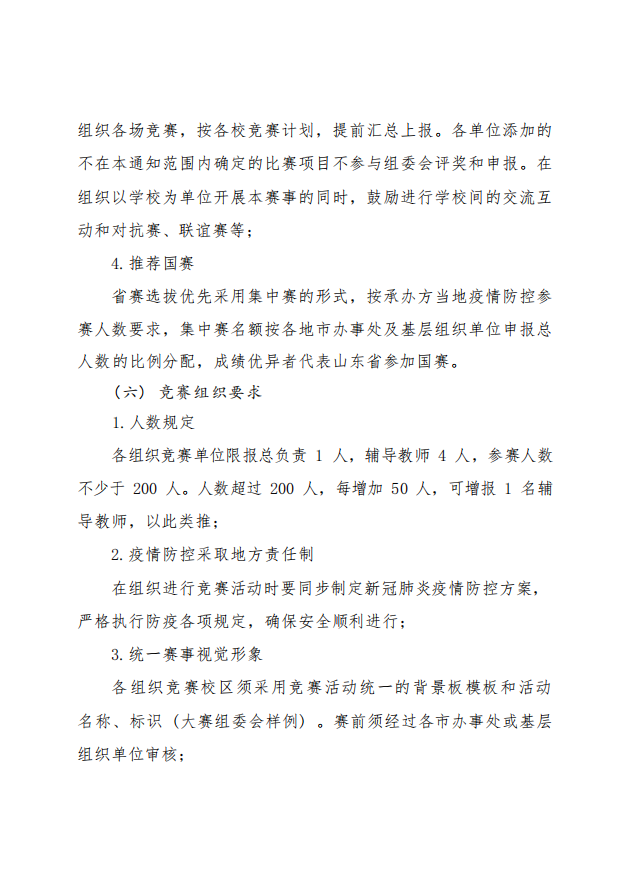 组织各场竞赛，按各校竞赛计划，提前汇总上报。各单位添加的
不在本通知范围内确定的比赛项目不参与组委会评奖和申报。在
组织以学校为单位开展本赛事的同时，鼓励进行学校间的交流互
动和对抗赛、联谊赛等；
4.推荐国赛
省赛选拔优先采用集中赛的形式，按承办方当地疫情防控参
赛人数要求，集中赛名额按各地市办事处及基层组织单位申报总
人数的比例分配，成绩优异者代表山东省参加国赛。
（六）竞赛组织要求
1.人数规定
各组织竞赛单位限报总负责 1 人，辅导教师 4 人，参赛人数
不少于 200 人。人数超过 200 人，每增加 50 人，可增报 1 名辅
导教师，以此类推；
2.疫情防控采取地方责任制
在组织进行竞赛活动时要同步制定新冠肺炎疫情防控方案，
严格执行防疫各项规定，确保安全顺利进行；
3.统一赛事视觉形象
各组织竞赛校区须采用竞赛活动统一的背景板模板和活动
名称、标识（大赛组委会样例）。赛前须经过各市办事处或基层
组织单位审核；